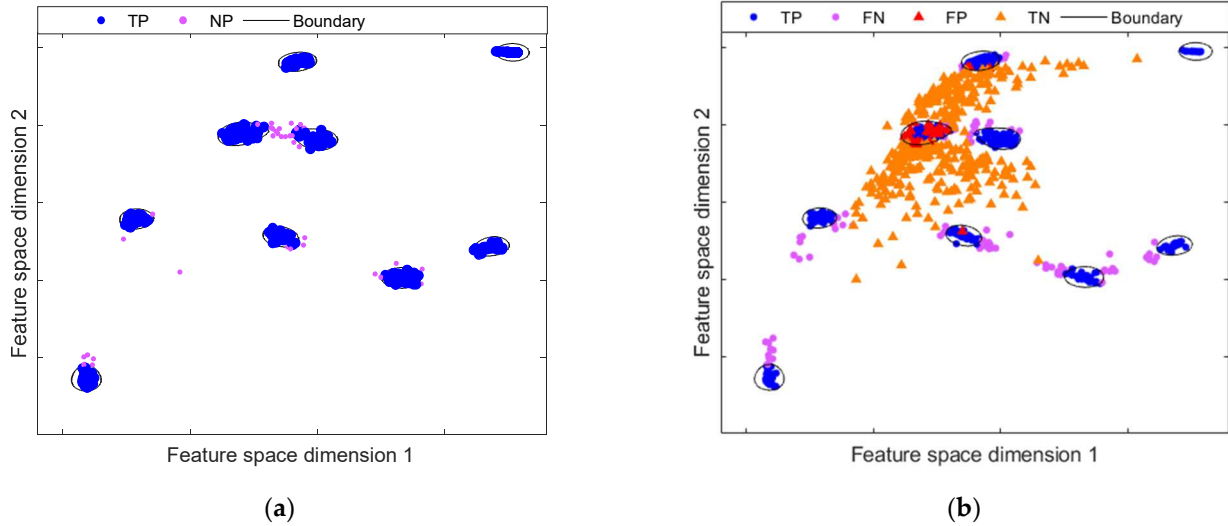 TP NP Boundary
Feature space dimension 2
Feature space dimension 1
(a)
TP FN FP TN Boundary
Feature space dimension 2
Feature space dimension 1
(b)